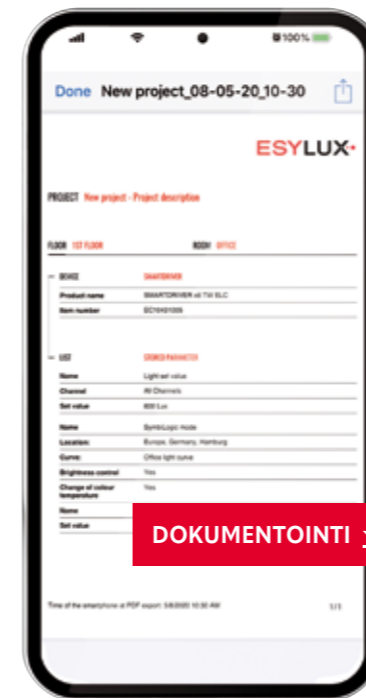 100%
Done New project_08-05-20_10-30
ESYLUX
PROJECT New project - Project description
FLOOR 1ST FLOOR ROOM OFFICE
DEVICE SMARTDRIVER
Product name SMARTDRIVER x8 TW ELC
Item number EC10431005
LIST STORED PARAMETER
Name Light set value
Channel All Channels
Set value 800 Lux
Name SymbiLogic mode
Location: Europe, Germany, Hamburg
Curve: Office light curve
Brightness control Yes
Change of colour temperature Yes
Name
Set value
DOKUMENTOINTI
Time of the smartphone at PDF export: 5/8/2020 10:30 AM 1/1